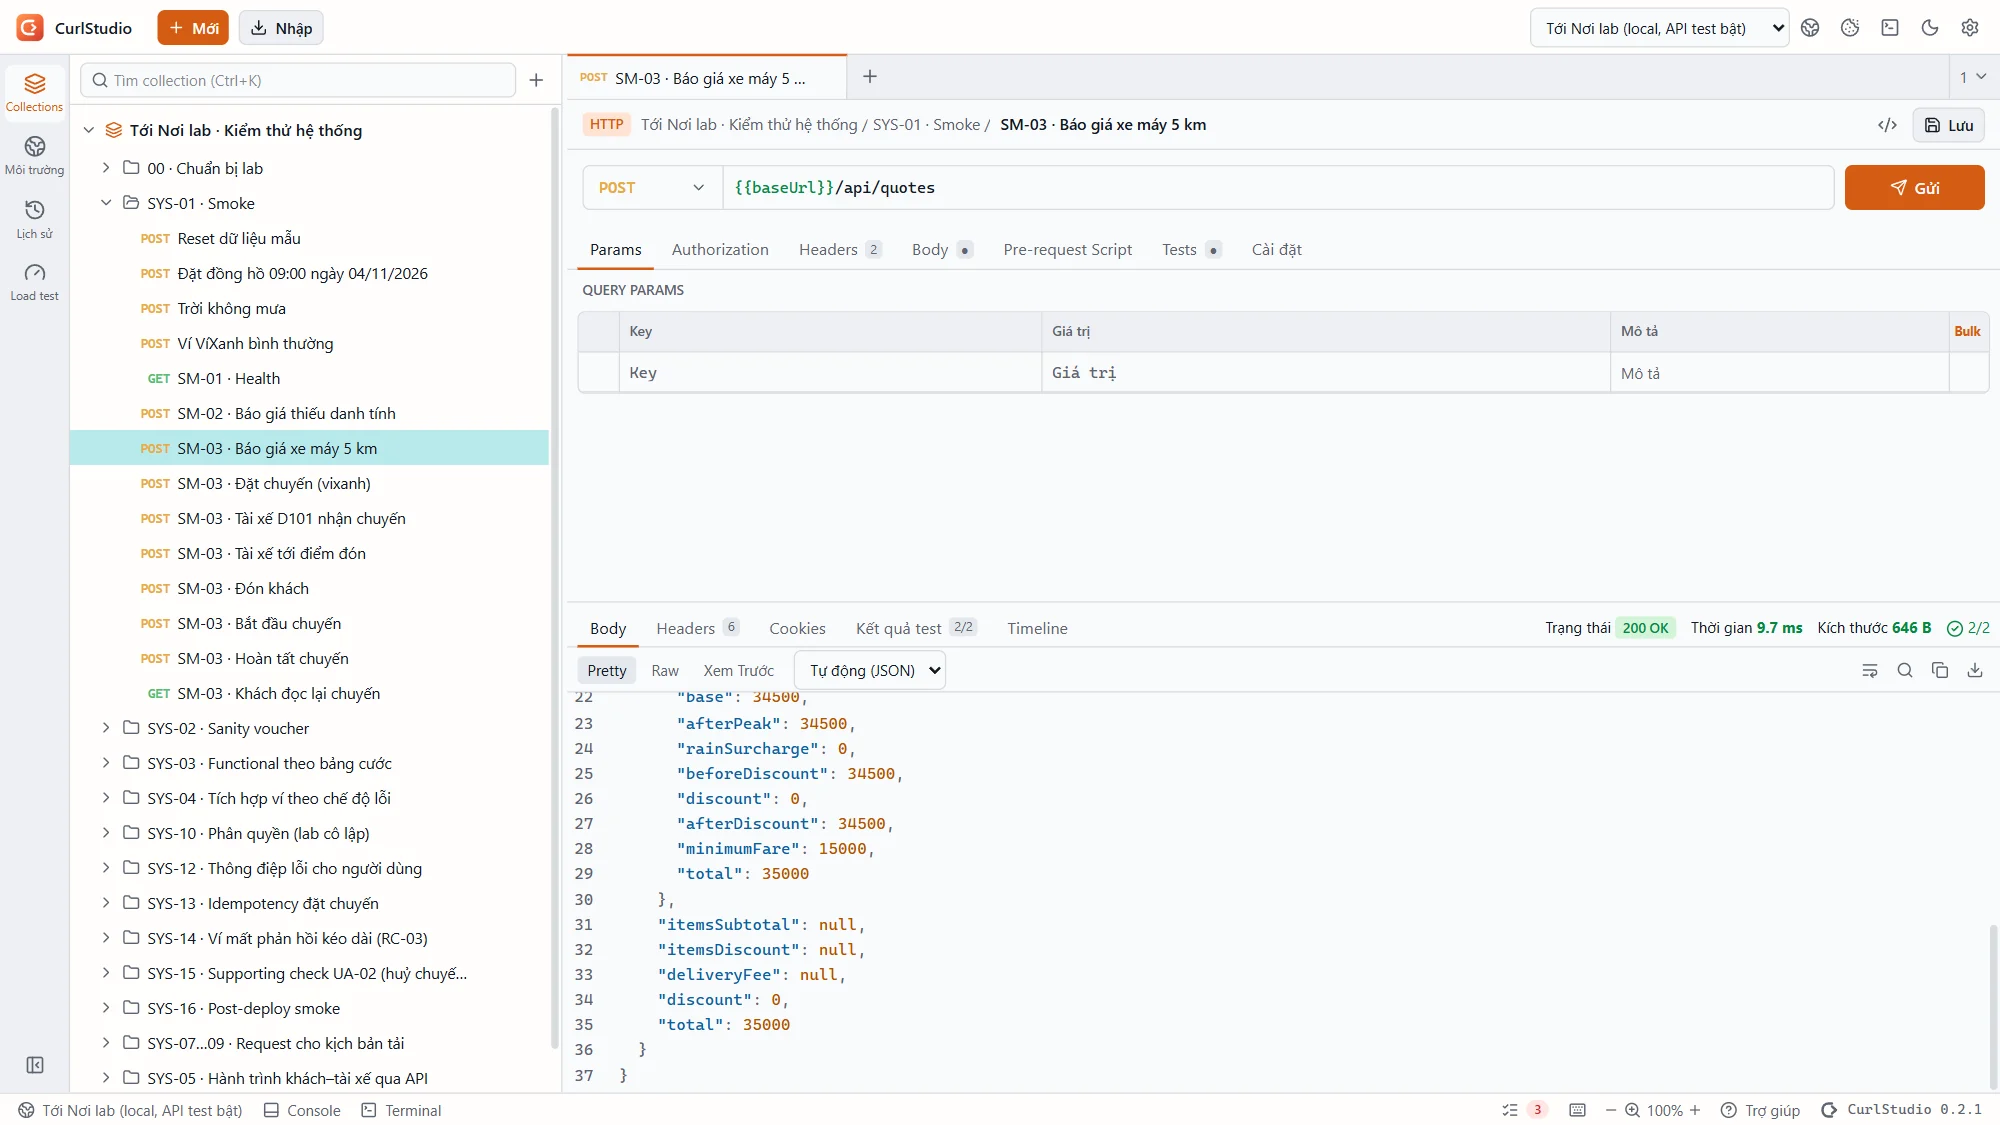 CurlStudio
Mới
Nhập
Tới Nơi lab (local, API test bật)
Collections
Môi trường
Lịch sử
Load test
Tìm collection (Ctrl+K)
Tới Nơi lab · Kiểm thử hệ thống
00 · Chuẩn bị lab
SYS-01 · Smoke
POST Reset dữ liệu mẫu
POST Đặt đồng hồ 09:00 ngày 04/11/2026
POST Trời không mưa
POST Ví VíXanh bình thường
GET SM-01 · Health
POST SM-02 · Báo giá thiếu danh tính
POST SM-03 · Báo giá xe máy 5 km
POST SM-03 · Đặt chuyến (vixanh)
POST SM-03 · Tài xế D101 nhận chuyến
POST SM-03 · Tài xế tới điểm đón
POST SM-03 · Đón khách
POST SM-03 · Bắt đầu chuyến
POST SM-03 · Hoàn tất chuyến
GET SM-03 · Khách đọc lại chuyến
SYS-02 · Sanity voucher
SYS-03 · Functional theo bảng cước
SYS-04 · Tích hợp ví theo chế độ lỗi
SYS-10 · Phân quyền (lab cô lập)
SYS-12 · Thông điệp lỗi cho người dùng
SYS-13 · Idempotency đặt chuyến
SYS-14 · Ví mất phản hồi kéo dài (RC-03)
SYS-15 · Supporting check UA-02 (huỷ chuyế...
SYS-16 · Post-deploy smoke
SYS-07...09 · Request cho kịch bản tải
SYS-05 · Hành trình khách–tài xế qua API
POST SM-03 · Báo giá xe máy 5 ...
1
HTTP Tới Nơi lab · Kiểm thử hệ thống / SYS-01 · Smoke / SM-03 · Báo giá xe máy 5 km
</> Lưu
POST {{baseUrl}}/api/quotes
Gửi
Params Authorization Headers 2 Body Pre-request Script Tests Cài đặt
QUERY PARAMS
Key Giá trị Mô tả Bulk
Key Giá trị Mô tả
Body Headers 6 Cookies Kết quả test 2/2 Timeline
Trạng thái 200 OK Thời gian 9.7 ms Kích thước 646 B 2/2
Pretty Raw Xem Trước Tự động (JSON)
22 "base": 34500,
23 "afterPeak": 34500,
24 "rainSurcharge": 0,
25 "beforeDiscount": 34500,
26 "discount": 0,
27 "afterDiscount": 34500,
28 "minimumFare": 15000,
29 "total": 35000
30 },
31 "itemsSubtotal": null,
32 "itemsDiscount": null,
33 "deliveryFee": null,
34 "discount": 0,
35 "total": 35000
36 }
37 }
Tới Nơi lab (local, API test bật) Console Terminal
3 100% Trợ giúp CurlStudio 0.2.1